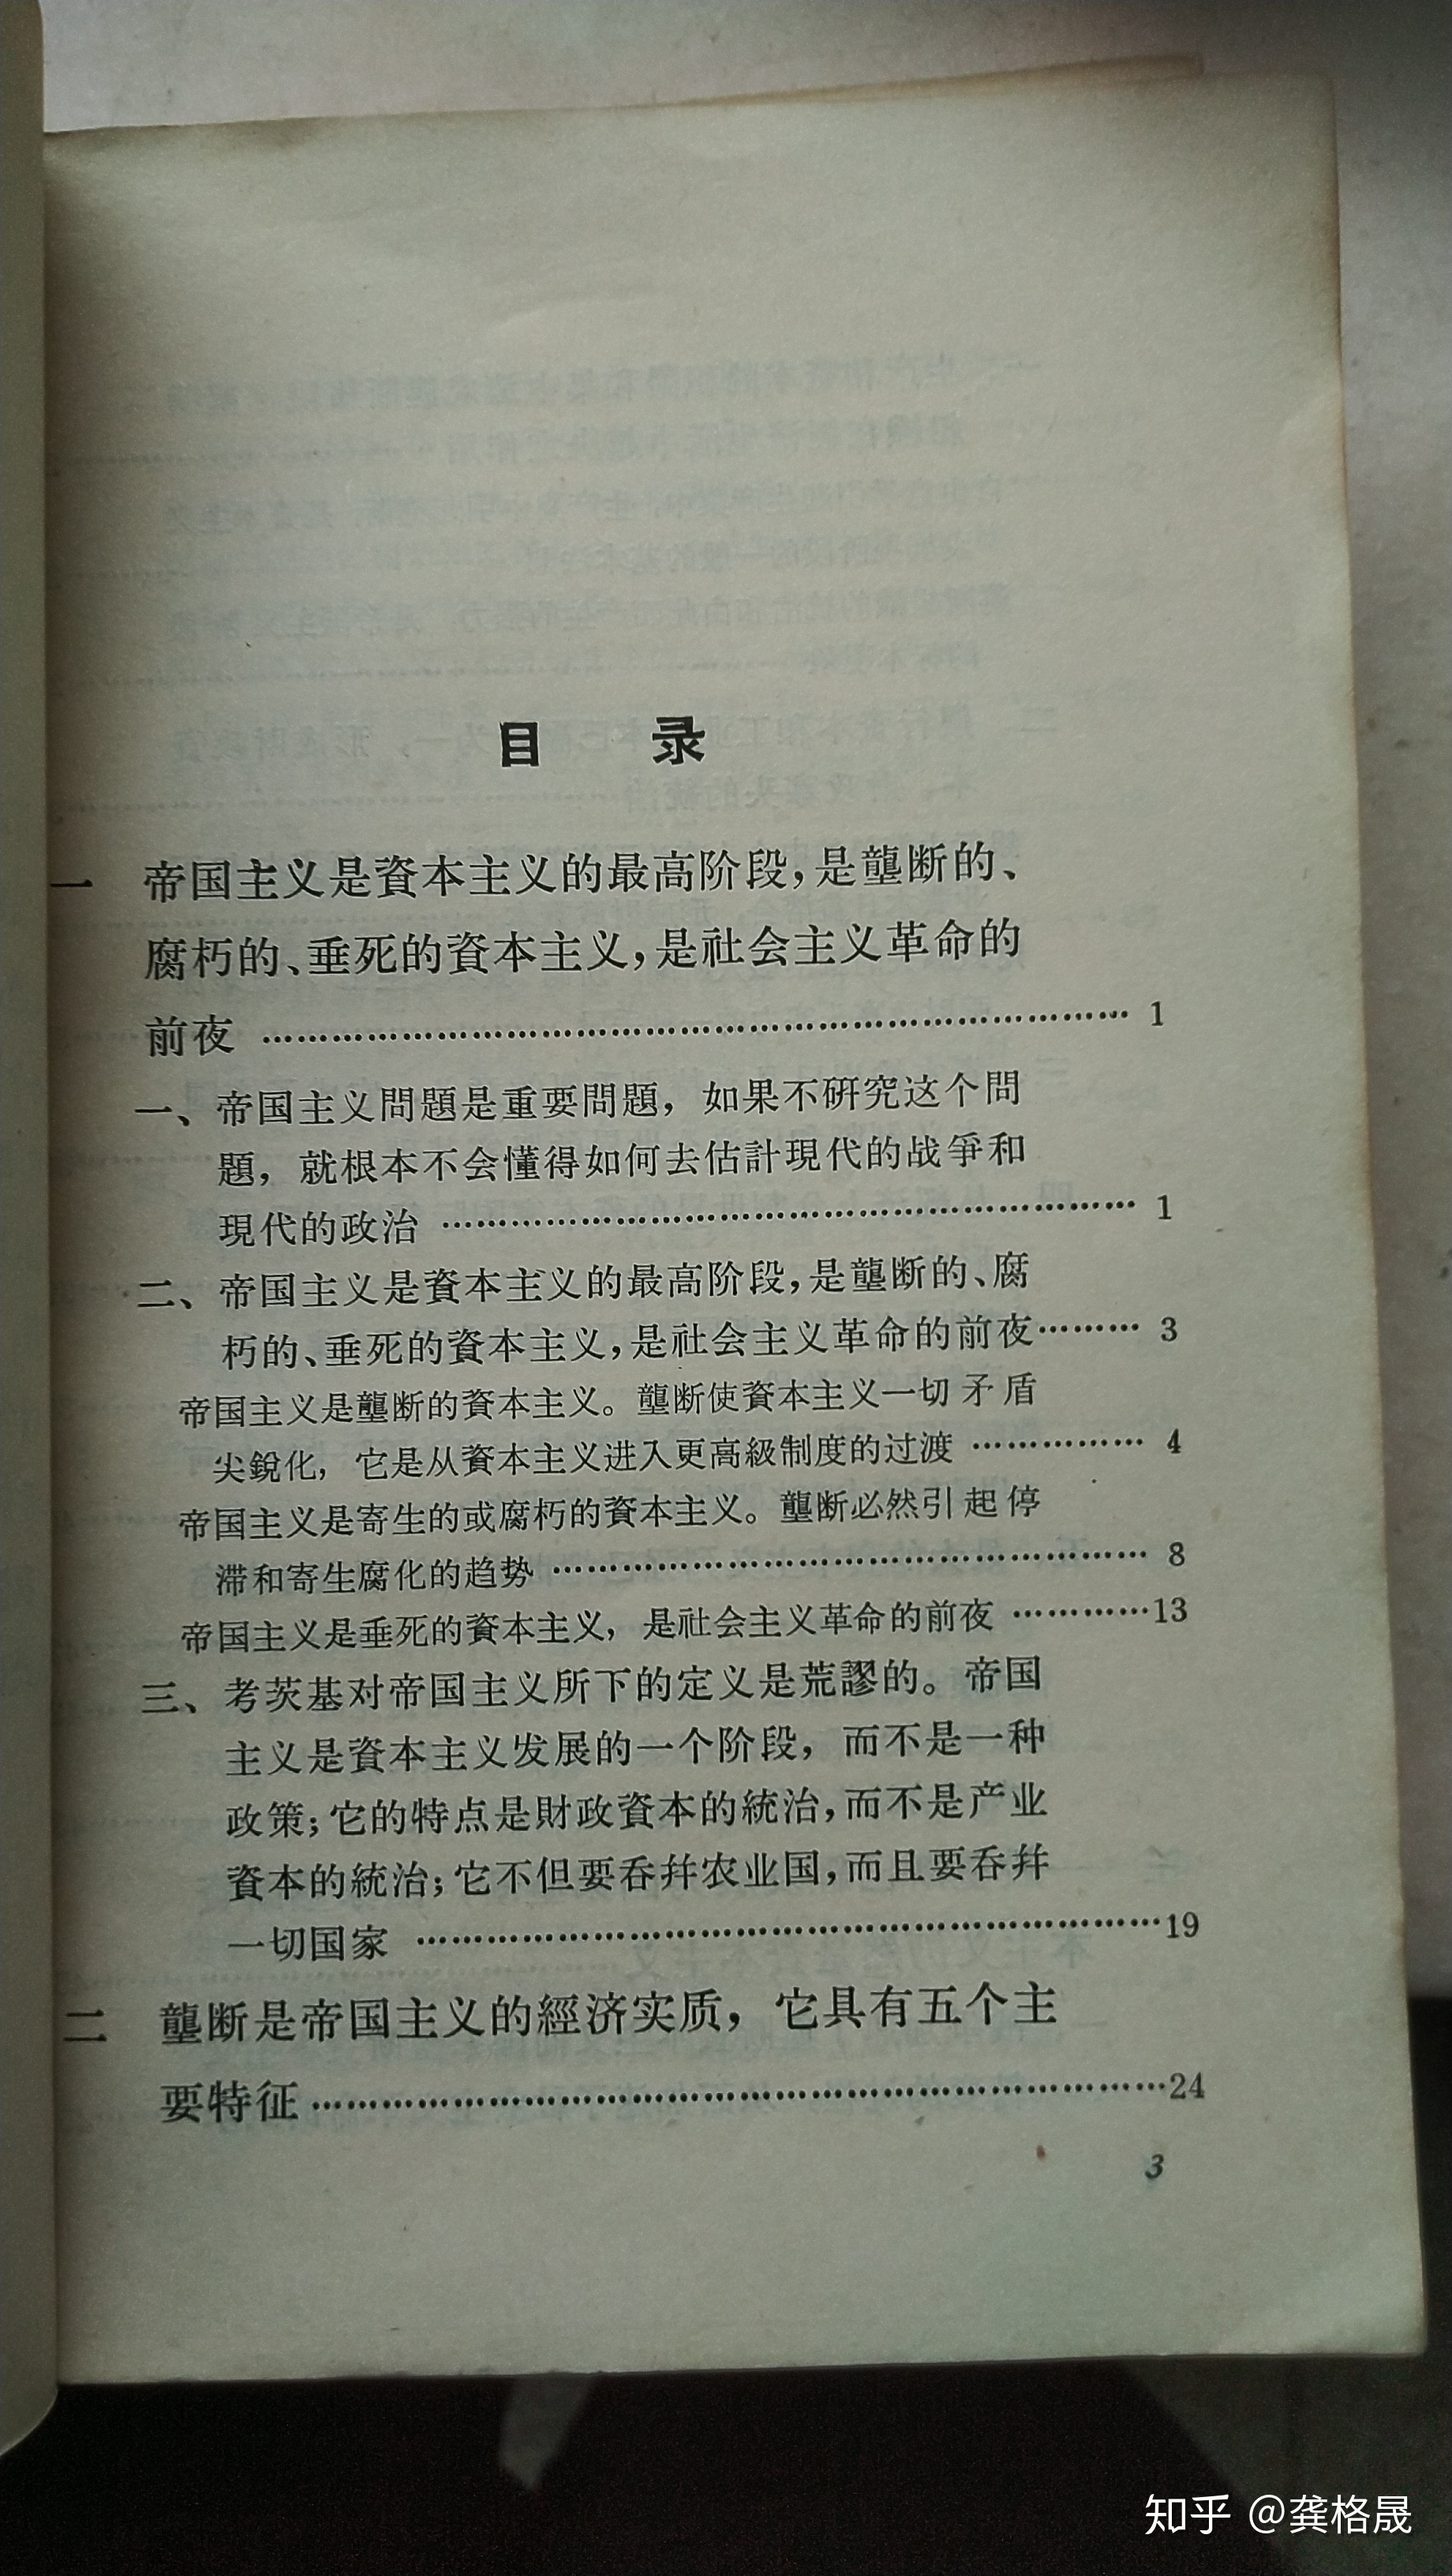 目 录
一 帝国主义是資本主义的最高阶段，是壟断的、
腐朽的、垂死的資本主义，是社会主义革命的
前夜 …………………………………………………… 1
一、帝国主义問題是重要問題，如果不硏究这个問
題，就根本不会懂得如何去估計現代的战爭和
現代的政治 …………………………………………… 1
二、帝国主义是資本主义的最高阶段，是壟断的、腐
朽的、垂死的資本主义，是社会主义革命的前夜……… 3
帝国主义是壟断的資本主义。壟断使資本主义一切矛盾
尖銳化，它是从資本主义进入更高級制度的过渡 …………… 4
帝国主义是寄生的或腐朽的資本主义。壟断必然引起停
滞和寄生腐化的趋势 ……………………………………… 8
帝国主义是垂死的資本主义，是社会主义革命的前夜 …………13
三、考茨基对帝国主义所下的定义是荒謬的。帝国
主义是資本主义发展的一个阶段，而不是一种
政策；它的特点是財政資本的統治，而不是产业
資本的統治；它不但要吞幷农业国，而且要吞幷
一切国家 ……………………………………………19
二 壟断是帝国主义的經济实质，它具有五个主
要特征……………………………………………24
3
知乎 @龚格晟